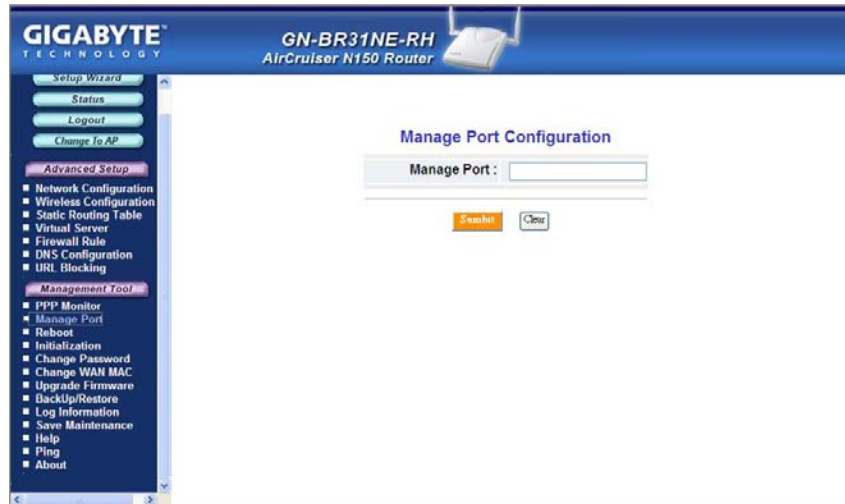 GIGABYTE™
TECHNOLOGY
GN-BR31NE-RH
AirCruiser N150 Router
Setup Wizard
Status
Logout
Change To AP
Advanced Setup
Network Configuration
Wireless Configuration
Static Routing Table
Virtual Server
Firewall Rule
DNS Configuration
URL Blocking
Management Tool
PPP Monitor
Manage Port
Reboot
Initialization
Change Password
Change WAN MAC
Upgrade Firmware
BackUp/Restore
Log Information
Save Maintenance
Help
Ping
About
Manage Port Configuration
Manage Port :
Sumbit Clear